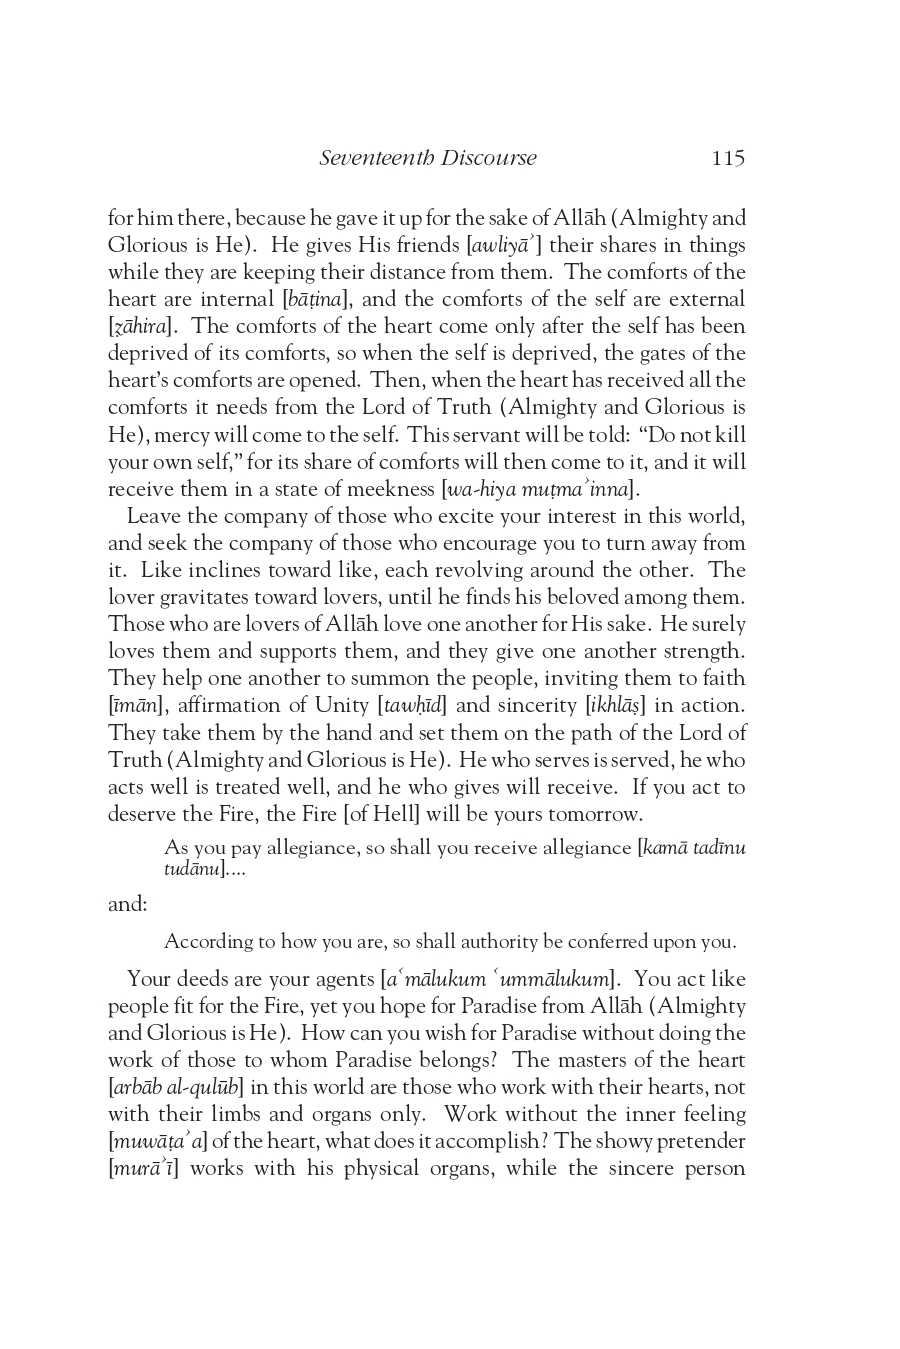 Seventeenth Discourse 115
for him there, because he gave it up for the sake of Allāh (Almighty and
Glorious is He).  He gives His friends [awliyāʾ] their shares in things
while they are keeping their distance from them.  The comforts of the
heart are internal [bāṭina], and the comforts of the self are external
[ẓāhira].  The comforts of the heart come only after the self has been
deprived of its comforts, so when the self is deprived, the gates of the
heart’s comforts are opened.  Then, when the heart has received all the
comforts it needs from the Lord of Truth (Almighty and Glorious is
He), mercy will come to the self.  This servant will be told:  “Do not kill
your own self,” for its share of comforts will then come to it, and it will
receive them in a state of meekness [wa-hiya muṭmaʾinna].
Leave the company of those who excite your interest in this world,
and seek the company of those who encourage you to turn away from
it.  Like inclines toward like, each revolving around the other.  The
lover gravitates toward lovers, until he finds his beloved among them.
Those who are lovers of Allāh love one another for His sake.  He surely
loves them and supports them, and they give one another strength.
They help one another to summon the people, inviting them to faith
[īmān], affirmation of Unity [tawḥīd] and sincerity [ikhlāṣ] in action.
They take them by the hand and set them on the path of the Lord of
Truth (Almighty and Glorious is He).  He who serves is served, he who
acts well is treated well, and he who gives will receive.  If you act to
deserve the Fire, the Fire [of Hell] will be yours tomorrow.
As you pay allegiance, so shall you receive allegiance [kamā tadīnu
tudānu]....
and:
According to how you are, so shall authority be conferred upon you.
Your deeds are your agents [aʿmālukum ʿummālukum].  You act like
people fit for the Fire, yet you hope for Paradise from Allāh (Almighty
and Glorious is He).  How can you wish for Paradise without doing the
work of those to whom Paradise belongs?  The masters of the heart
[arbāb al-qulūb] in this world are those who work with their hearts, not
with their limbs and organs only.  Work without the inner feeling
[muwāṭaʾa] of the heart, what does it accomplish? The showy pretender
[murāʾī] works with his physical organs, while the sincere person